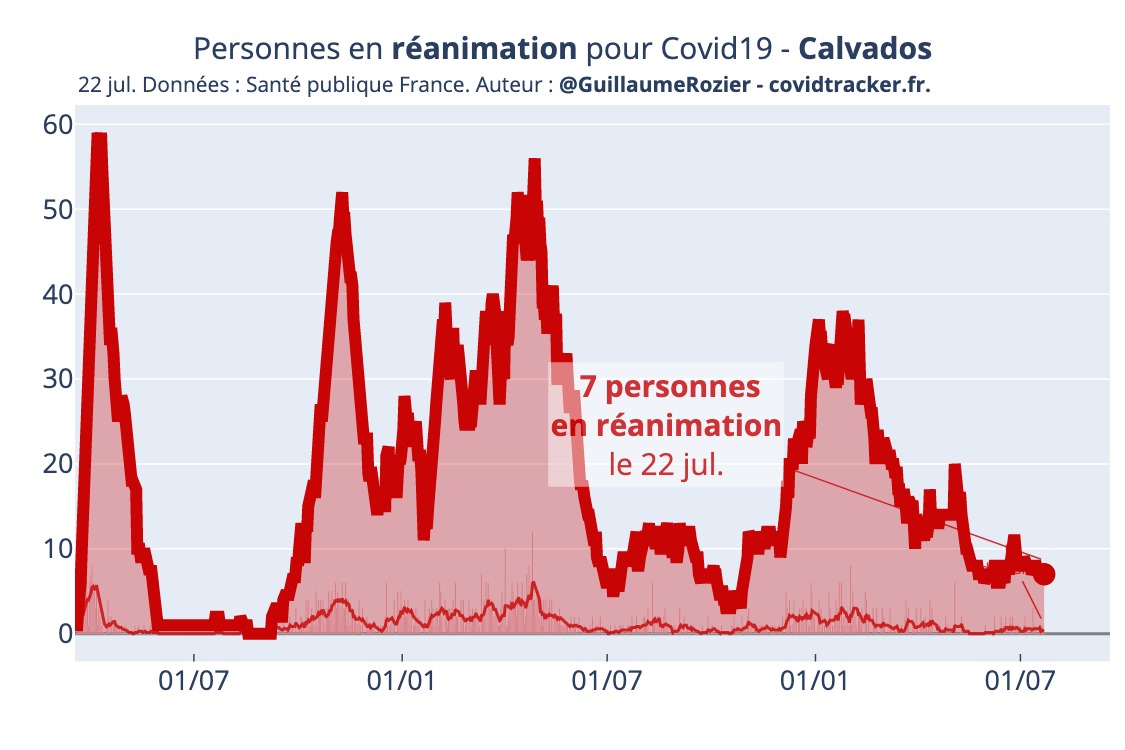 Personnes en réanimation pour Covid19 - Calvados
22 jul. Données : Santé publique France. Auteur : @GuillaumeRozier - covidtracker.fr.
60
50
40
30
20
10
0
7 personnes
en réanimation
le 22 jul.
01/07
01/01
01/07
01/01
01/07